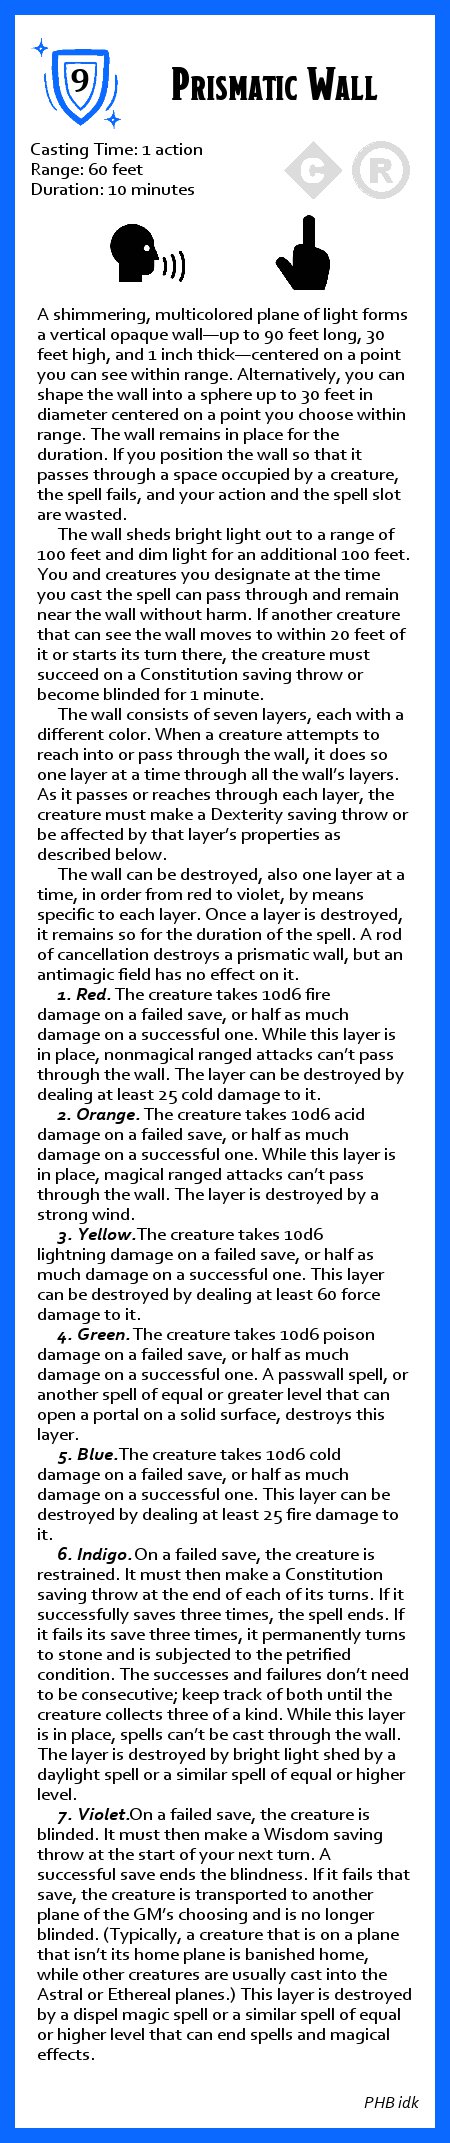 9
Prismatic Wall
Casting Time: 1 action
Range: 60 feet
Duration: 10 minutes
C R
A shimmering, multicolored plane of light forms
a vertical opaque wall—up to 90 feet long, 30
feet high, and 1 inch thick—centered on a point
you can see within range. Alternatively, you can
shape the wall into a sphere up to 30 feet in
diameter centered on a point you choose within
range. The wall remains in place for the
duration. If you position the wall so that it
passes through a space occupied by a creature,
the spell fails, and your action and the spell slot
are wasted.
The wall sheds bright light out to a range of
100 feet and dim light for an additional 100 feet.
You and creatures you designate at the time
you cast the spell can pass through and remain
near the wall without harm. If another creature
that can see the wall moves to within 20 feet of
it or starts its turn there, the creature must
succeed on a Constitution saving throw or
become blinded for 1 minute.
The wall consists of seven layers, each with a
different color. When a creature attempts to
reach into or pass through the wall, it does so
one layer at a time through all the wall's layers.
As it passes or reaches through each layer, the
creature must make a Dexterity saving throw or
be affected by that layer's properties as
described below.
The wall can be destroyed, also one layer at a
time, in order from red to violet, by means
specific to each layer. Once a layer is destroyed,
it remains so for the duration of the spell. A rod
of cancellation destroys a prismatic wall, but an
antimagic field has no effect on it.
1. Red. The creature takes 10d6 fire
damage on a failed save, or half as much
damage on a successful one. While this layer is
in place, nonmagical ranged attacks can't pass
through the wall. The layer can be destroyed by
dealing at least 25 cold damage to it.
2. Orange. The creature takes 10d6 acid
damage on a failed save, or half as much
damage on a successful one. While this layer is
in place, magical ranged attacks can't pass
through the wall. The layer is destroyed by a
strong wind.
3. Yellow.The creature takes 10d6
lightning damage on a failed save, or half as
much damage on a successful one. This layer
can be destroyed by dealing at least 60 force
damage to it.
4. Green. The creature takes 10d6 poison
damage on a failed save, or half as much
damage on a successful one. A passwall spell, or
another spell of equal or greater level that can
open a portal on a solid surface, destroys this
layer.
5. Blue.The creature takes 10d6 cold
damage on a failed save, or half as much
damage on a successful one. This layer can be
destroyed by dealing at least 25 fire damage to
it.
6. Indigo.On a failed save, the creature is
restrained. It must then make a Constitution
saving throw at the end of each of its turns. If it
successfully saves three times, the spell ends. If
it fails its save three times, it permanently turns
to stone and is subjected to the petrified
condition. The successes and failures don't need
to be consecutive; keep track of both until the
creature collects three of a kind. While this layer
is in place, spells can't be cast through the wall.
The layer is destroyed by bright light shed by a
daylight spell or a similar spell of equal or higher
level.
7. Violet.On a failed save, the creature is
blinded. It must then make a Wisdom saving
throw at the start of your next turn. A
successful save ends the blindness. If it fails that
save, the creature is transported to another
plane of the GM's choosing and is no longer
blinded. (Typically, a creature that is on a plane
that isn't its home plane is banished home,
while other creatures are usually cast into the
Astral or Ethereal planes.) This layer is destroyed
by a dispel magic spell or a similar spell of equal
or higher level that can end spells and magical
effects.
PHB idk